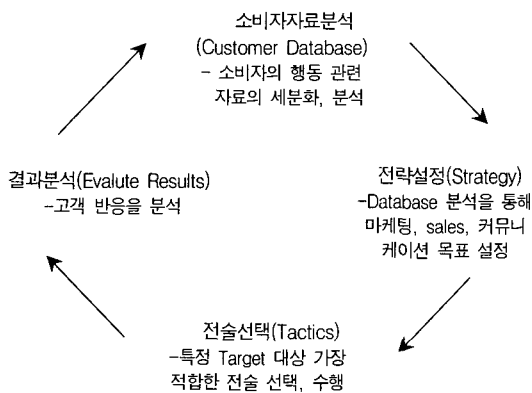 소비자자료분석
(Customer Database)
- 소비자의 행동 관련
자료의 세분화, 분석
결과분석(Evalute Results)
-고객 반응을 분석
전략설정(Strategy)
-Database 분석을 통해
마케팅, sales, 커뮤니
케이션 목표 설정
전술선택(Tactics)
-특정 Target 대상 가장
적합한 전술 선택, 수행